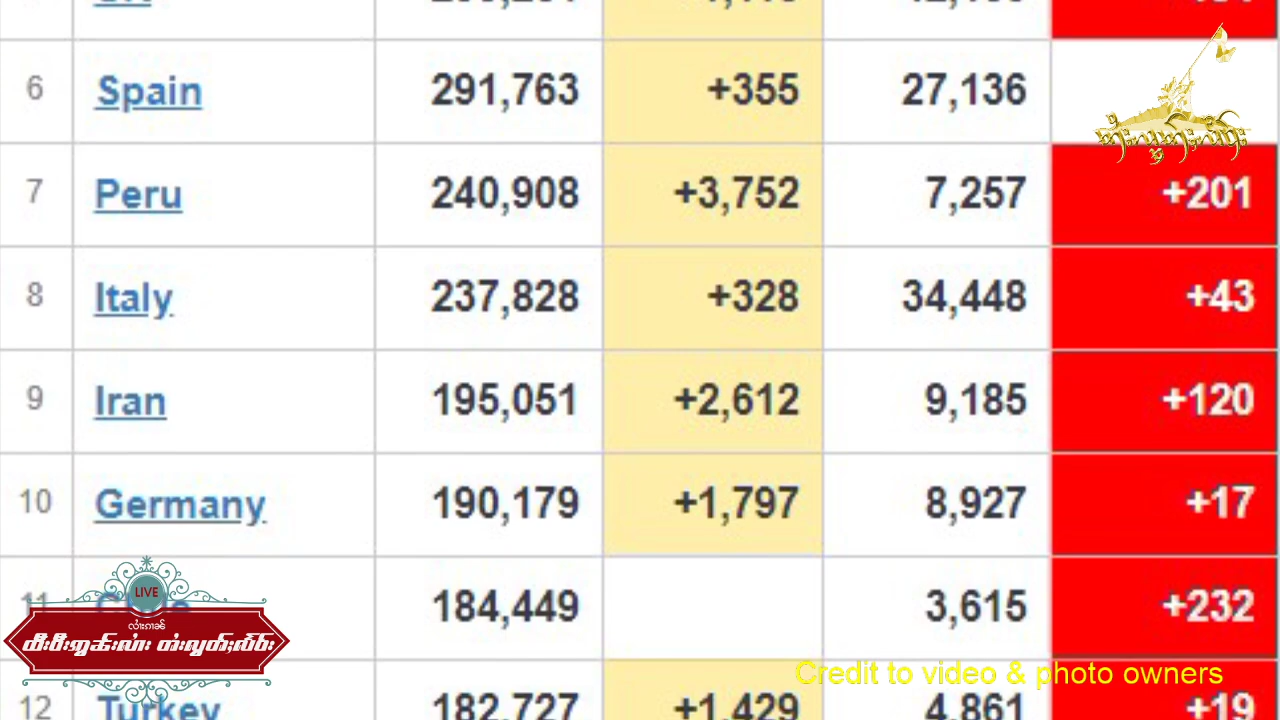 6 Spain 291,763 +355 27,136
7 Peru 240,908 +3,752 7,257 +201
8 Italy 237,828 +328 34,448 +43
9 Iran 195,051 +2,612 9,185 +120
10 Germany 190,179 +1,797 8,927 +17
11 184,449 3,615 +232
12 Turkey 182,727 +1,429 4,861 +19
LIVE
Credit to video & photo owners